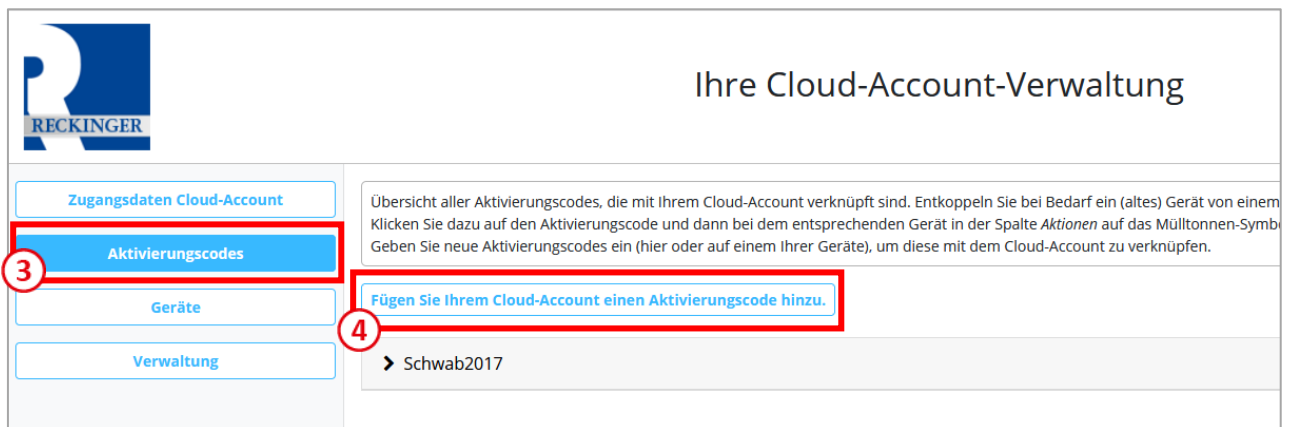 RECKINGER
Ihre Cloud-Account-Verwaltung
Zugangsdaten Cloud-Account
Aktivierungscodes
3
Geräte
Verwaltung
Übersicht aller Aktivierungscodes, die mit Ihrem Cloud-Account verknüpft sind. Entkoppeln Sie bei Bedarf ein (altes) Gerät von einem
Klicken Sie dazu auf den Aktivierungscode und dann bei dem entsprechenden Gerät in der Spalte Aktionen auf das Mülltonnen-Symb
Geben Sie neue Aktivierungscodes ein (hier oder auf einem Ihrer Geräte), um diese mit dem Cloud-Account zu verknüpfen.
Fügen Sie Ihrem Cloud-Account einen Aktivierungscode hinzu.
4
Schwab2017